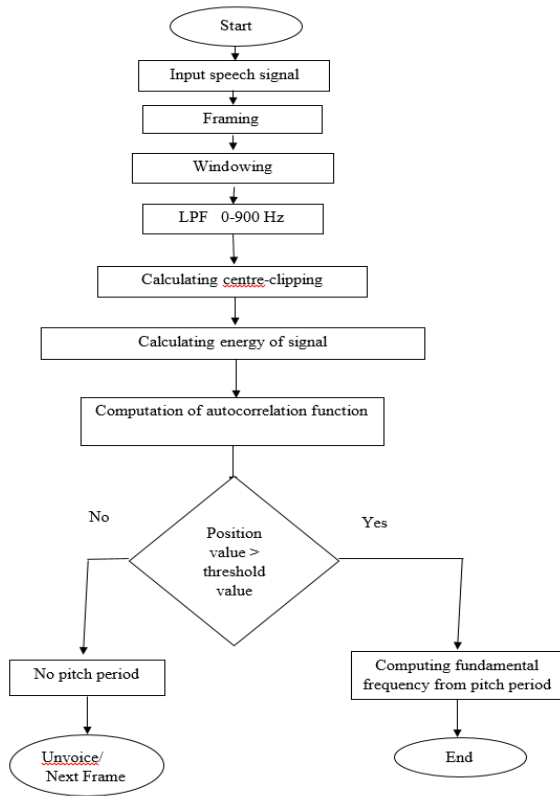 Start
Input speech signal
Framing
Windowing
LPF 0-900 Hz
Calculating centre-clipping
Calculating energy of signal
Computation of autocorrelation function
No
Yes
Position
value >
threshold
value
No pitch period
Computing fundamental
frequency from pitch period
Unvoice/
Next Frame
End